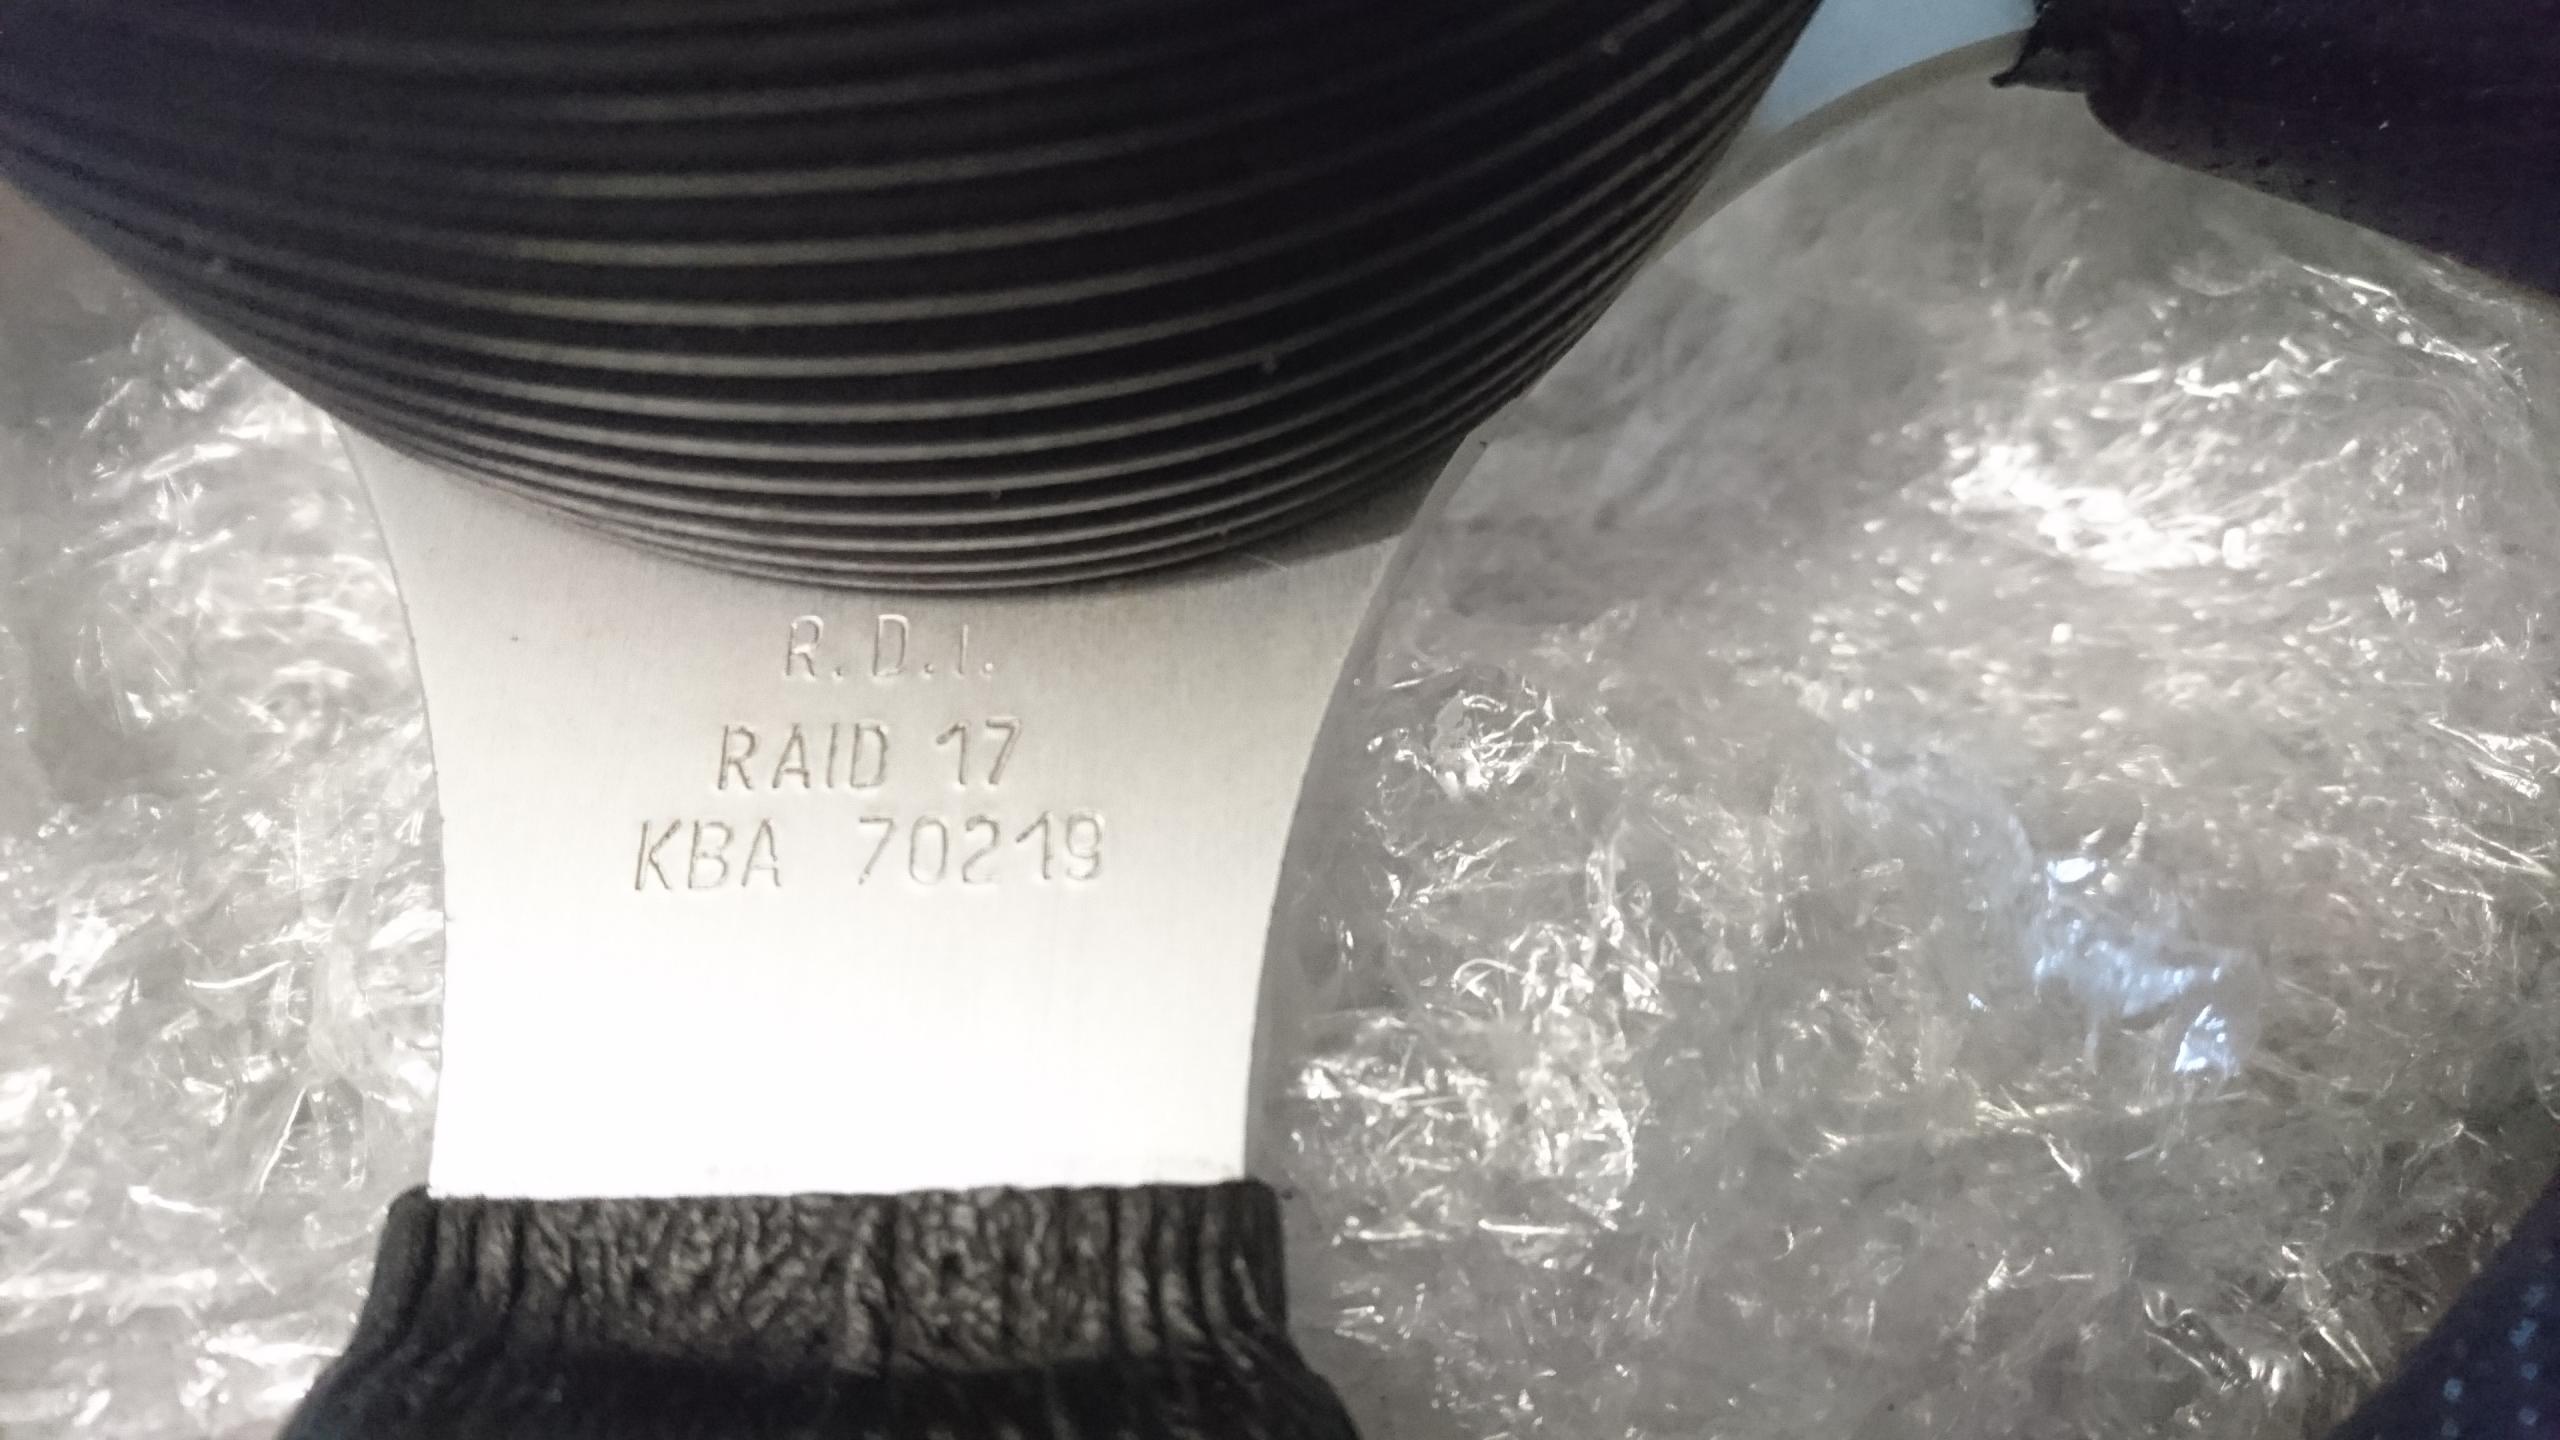 R.D.I.
RAID 17
KBA 70219